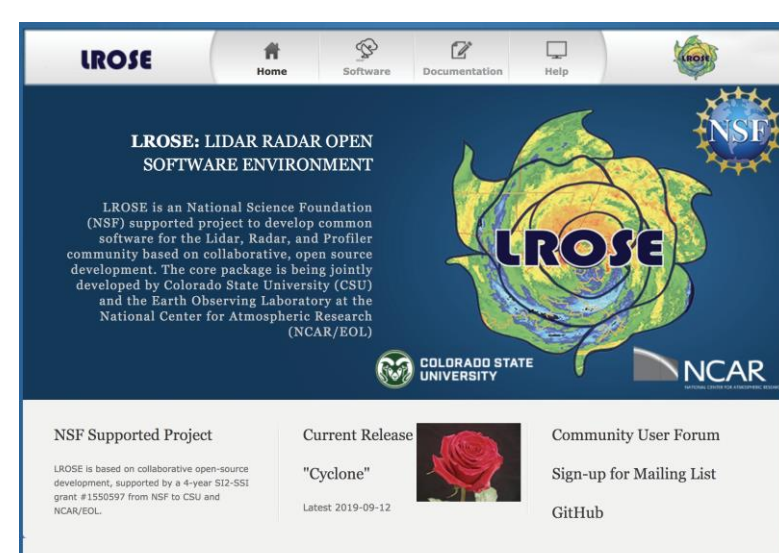 LROSE
Home
Software
Documentation
Help
LROSE
NSF
LROSE: LIDAR RADAR OPEN
SOFTWARE ENVIRONMENT
LROSE is an National Science Foundation
(NSF) supported project to develop common
software for the Lidar, Radar, and Profiler
community based on collaborative, open source
development. The core package is being jointly
developed by Colorado State University (CSU)
and the Earth Observing Laboratory at the
National Center for Atmospheric Research
(NCAR/EOL)
LROSE
COLORADO STATE
UNIVERSITY
NCAR
NATIONAL CENTER FOR ATMOSPHERIC
NSF Supported Project
LROSE is based on collaborative open-source
development, supported by a 4-year SI2-SSI
grant #1550597 from NSF to CSU and
NCAR/EOL.
Current Release
"Cyclone"
Latest 2019-09-12
Community User Forum
Sign-up for Mailing List
GitHub